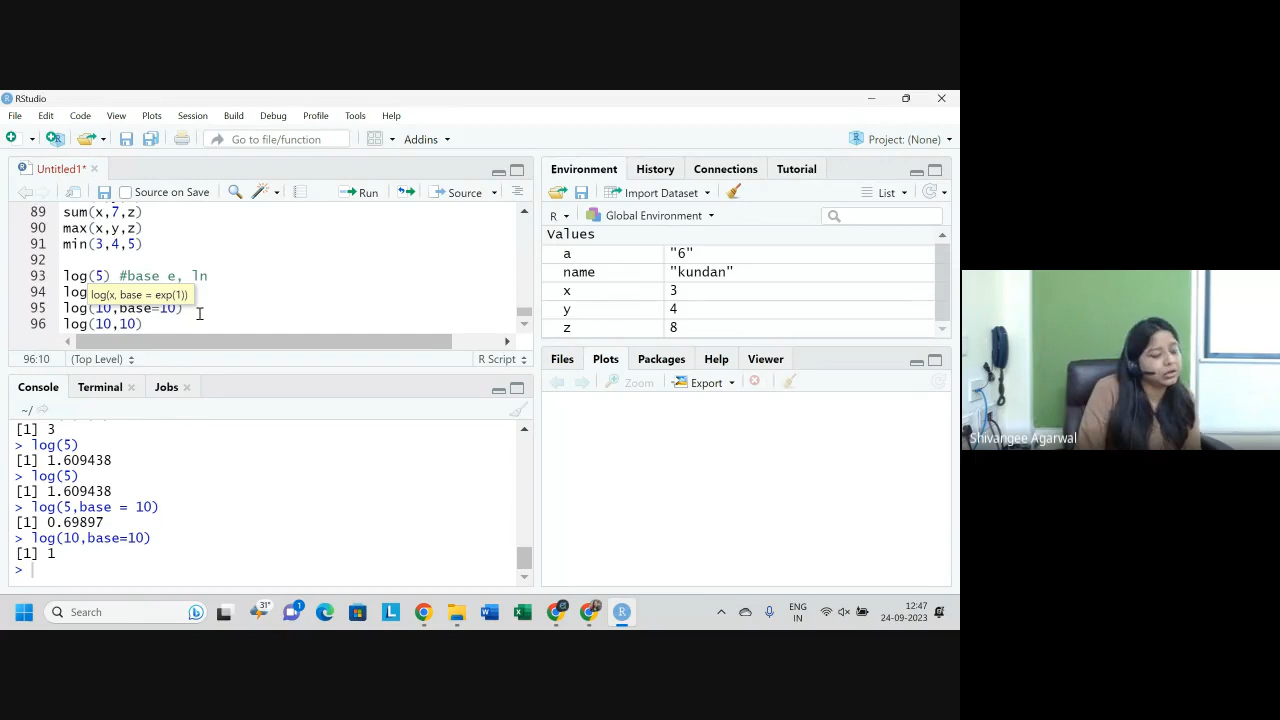 RStudio
File Edit Code View Plots Session Build Debug Profile Tools Help
Go to file/function
Addins
Project: (None)
Untitled1*
Source on Save
Run
Source
89 sum(x,7,z)
90 max(x,y,z)
91 min(3,4,5)
92
93 log(5) #base e, ln
94 log
log(x, base = exp(1))
95 log(10,base=10)
96 log(10,10)
96:10 (Top Level) R Script
Console Terminal Jobs
~/
[1] 3
> log(5)
[1] 1.609438
> log(5)
[1] 1.609438
> log(5,base = 10)
[1] 0.69897
> log(10,base=10)
[1] 1
>
Environment History Connections Tutorial
Import Dataset
List
R Global Environment
Values
a "6"
name "kundan"
x 3
y 4
z 8
Files Plots Packages Help Viewer
Zoom Export
Shivangee Agarwal
Search
31°
1
ENG
IN
12:47
24-09-2023